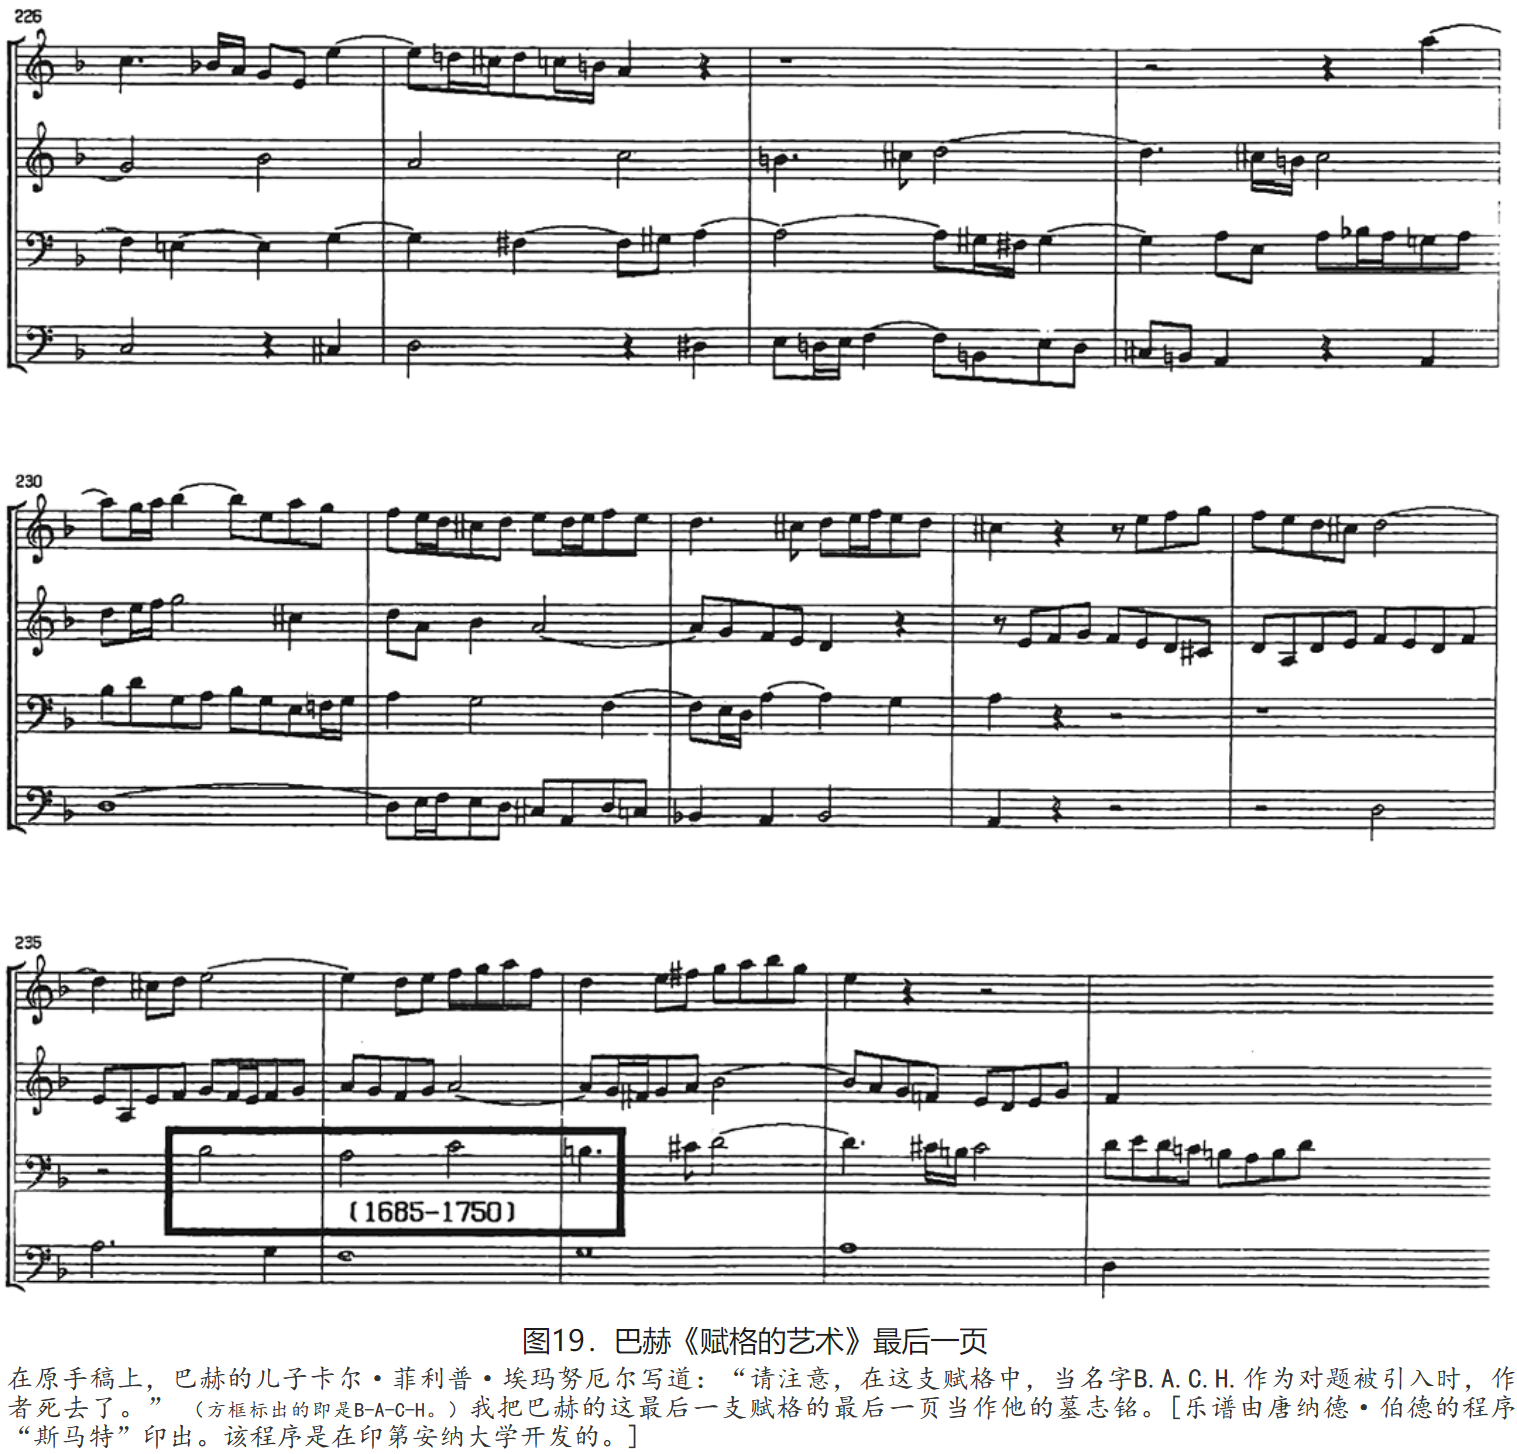 226
230
235
(1685-1750)
图19．巴赫《赋格的艺术》最后一页
在原手稿上，巴赫的儿子卡尔·菲利普·埃玛努厄尔写道：“请注意，在这支赋格中，当名字B.A.C.H.作为对题被引入时，作
者死去了。”（方框标出的即是B-A-C-H。）我把巴赫的这最后一支赋格的最后一页当作他的墓志铭。[乐谱由唐纳德·伯德的程序
“斯马特”印出。该程序是在印第安纳大学开发的。]